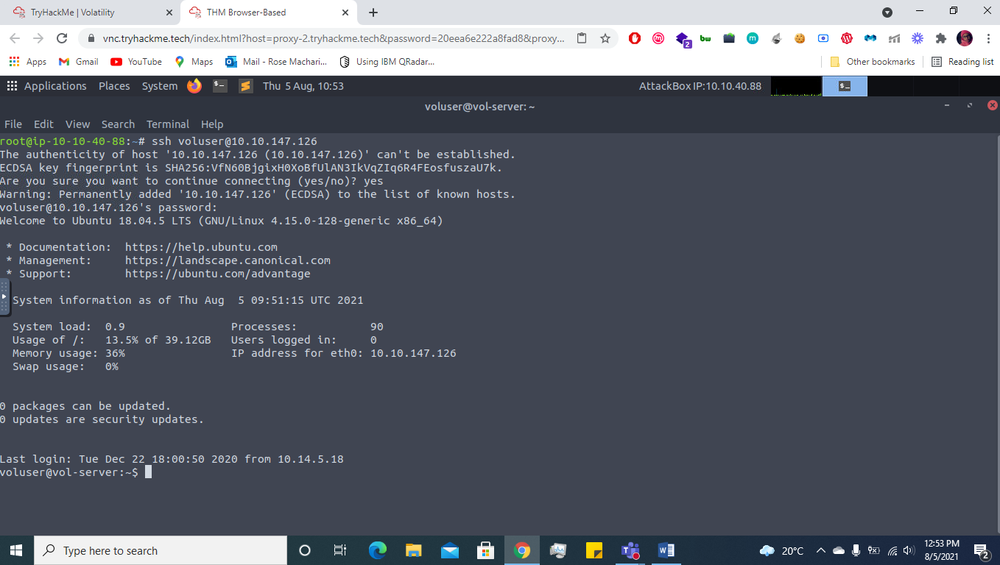 TryHackMe | Volatility
THM Browser-Based
vnc.tryhackme.tech/index.html?host=proxy-2.tryhackme.tech&password=20eea6e222a8fad8&proxy...
2
bw
m
Apps
Gmail
YouTube
Maps
Mail - Rose Machari...
Using IBM QRadar...
Other bookmarks
Reading list
Applications Places System
Thu 5 Aug, 10:53
AttackBox IP:10.10.40.88
voluser@vol-server: ~
File Edit View Search Terminal Help
root@ip-10-10-40-88:~# ssh voluser@10.10.147.126
The authenticity of host '10.10.147.126 (10.10.147.126)' can't be established.
ECDSA key fingerprint is SHA256:VfN60BjgixH0XoBfUlAN3IkVqZIq6R4FEosfuszaU7k.
Are you sure you want to continue connecting (yes/no)? yes
Warning: Permanently added '10.10.147.126' (ECDSA) to the list of known hosts.
voluser@10.10.147.126's password:
Welcome to Ubuntu 18.04.5 LTS (GNU/Linux 4.15.0-128-generic x86_64)
* Documentation: https://help.ubuntu.com
* Management: https://landscape.canonical.com
* Support: https://ubuntu.com/advantage
System information as of Thu Aug 5 09:51:15 UTC 2021
System load: 0.9 Processes: 90
Usage of /: 13.5% of 39.12GB Users logged in: 0
Memory usage: 36% IP address for eth0: 10.10.147.126
Swap usage: 0%
0 packages can be updated.
0 updates are security updates.
Last login: Tue Dec 22 18:00:50 2020 from 10.14.5.18
voluser@vol-server:~$
Type here to search
20°C
12:53 PM
8/5/2021
2